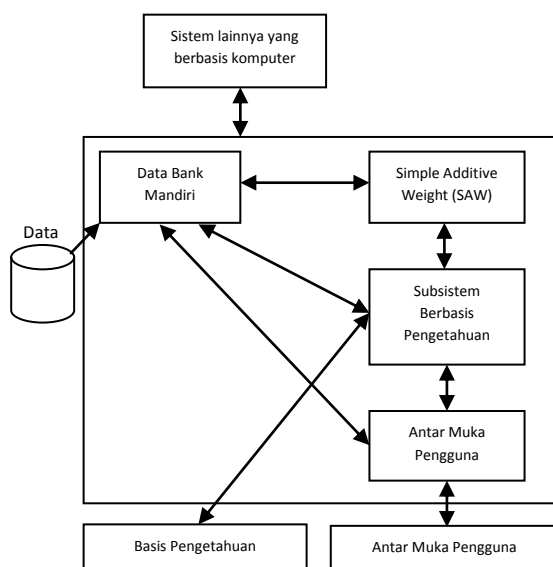 Sistem lainnya yang
berbasis komputer
Data Bank
Mandiri
Simple Additive
Weight (SAW)
Data
Subsistem
Berbasis
Pengetahuan
Antar Muka
Pengguna
Basis Pengetahuan
Antar Muka Pengguna